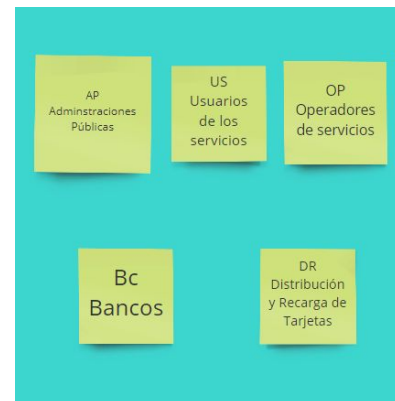 AP
Adminstraciones
Públicas
US
Usuarios
de los
servicios
OP
Operadores
de servicios
Bc
Bancos
DR
Distribución
y Recarga de
Tarjetas